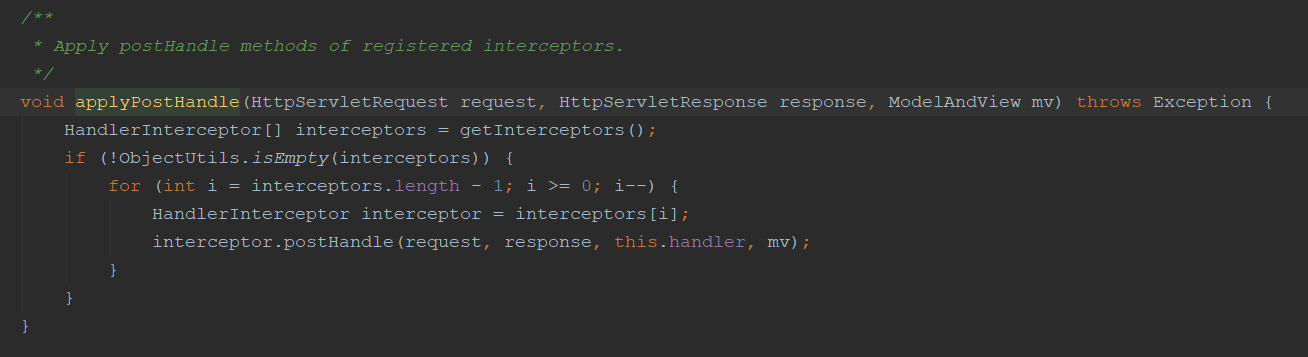 /**
 * Apply postHandle methods of registered interceptors.
 */
void applyPostHandle(HttpServletRequest request, HttpServletResponse response, ModelAndView mv) throws Exception {
    HandlerInterceptor[] interceptors = getInterceptors();
    if (!ObjectUtils.isEmpty(interceptors)) {
        for (int i = interceptors.length - 1; i >= 0; i--) {
            HandlerInterceptor interceptor = interceptors[i];
            interceptor.postHandle(request, response, this.handler, mv);
        }
    }
}